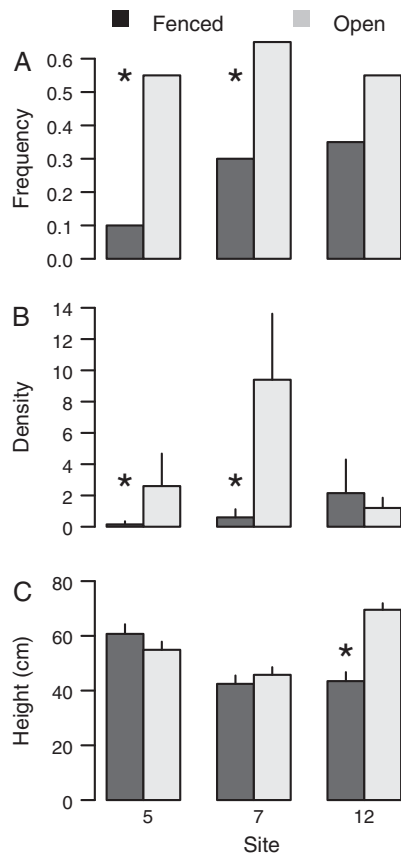 Fenced Open
A
Frequency
0.6
0.5
0.4
0.3
0.2
0.1
0.0
*
*
B
Density
14
12
10
8
6
4
2
0
*
*
C
Height (cm)
80
60
40
20
0
*
5 7 12
Site